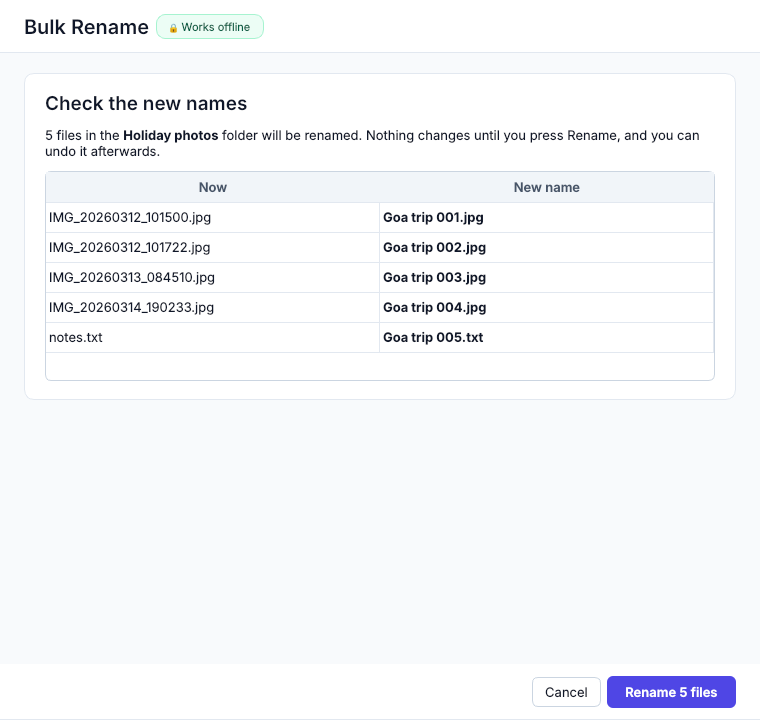 Bulk Rename
🔒 Works offline
Check the new names
5 files in the Holiday photos folder will be renamed. Nothing changes until you press Rename, and you can
undo it afterwards.
Now New name
IMG_20260312_101500.jpg Goa trip 001.jpg
IMG_20260312_101722.jpg Goa trip 002.jpg
IMG_20260313_084510.jpg Goa trip 003.jpg
IMG_20260314_190233.jpg Goa trip 004.jpg
notes.txt Goa trip 005.txt
Cancel Rename 5 files